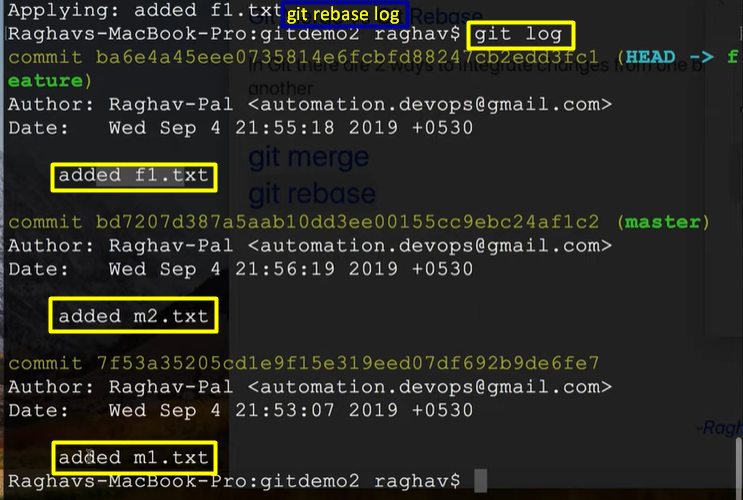 Applying: added f1.txt git rebase log Rebase
Raghavs-MacBook-Pro:gitdemo2 raghav$ git log
commit ba6e4a45eee0735814e6fcbfd88247cb2edd3fc1 (HEAD -> f
eature)
In Git there are 2 ways to integrate changes from one b
another
Author: Raghav-Pal <automation.devops@gmail.com>
Date:   Wed Sep 4 21:55:18 2019 +0530
git merge
added f1.txt
git rebase
commit bd7207d387a5aab10dd3ee00155cc9ebc24af1c2 (master)
Author: Raghav-Pal <automation.devops@gmail.com>
Date:   Wed Sep 4 21:56:19 2019 +0530
added m2.txt
commit 7f53a35205cd1e9f15e319eed07df692b9de6fe7
Author: Raghav-Pal <automation.devops@gmail.com>
Date:   Wed Sep 4 21:53:07 2019 +0530
-Ragh
added m1.txt
Raghavs-MacBook-Pro:gitdemo2 raghav$